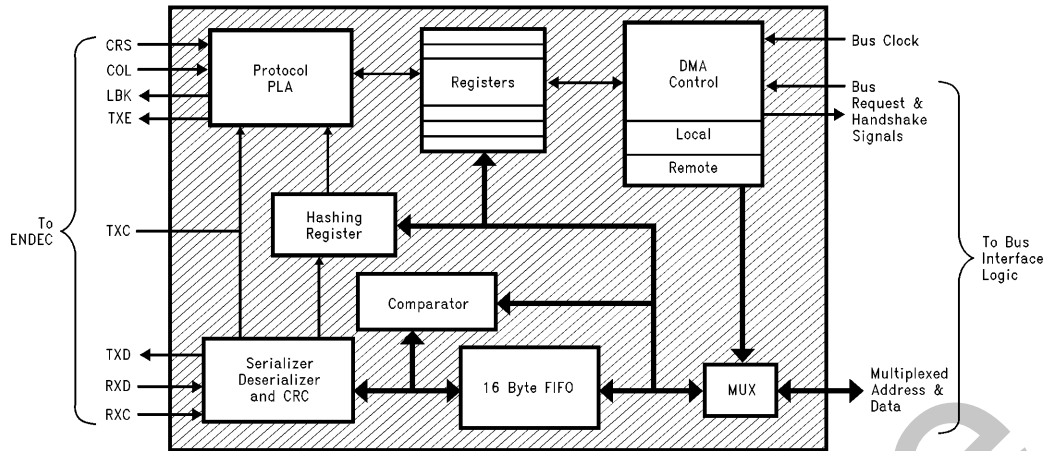 CRS
COL
LBK
TXE
To
ENDEC
TXC
TXD
RXD
RXC
Protocol
PLA
Registers
DMA
Control
Local
Remote
Hashing
Register
Comparator
Serializer
Deserializer
and CRC
16 Byte FIFO
MUX
Bus Clock
Bus
Request &
Handshake
Signals
To Bus
Interface
Logic
Multiplexed
Address &
Data